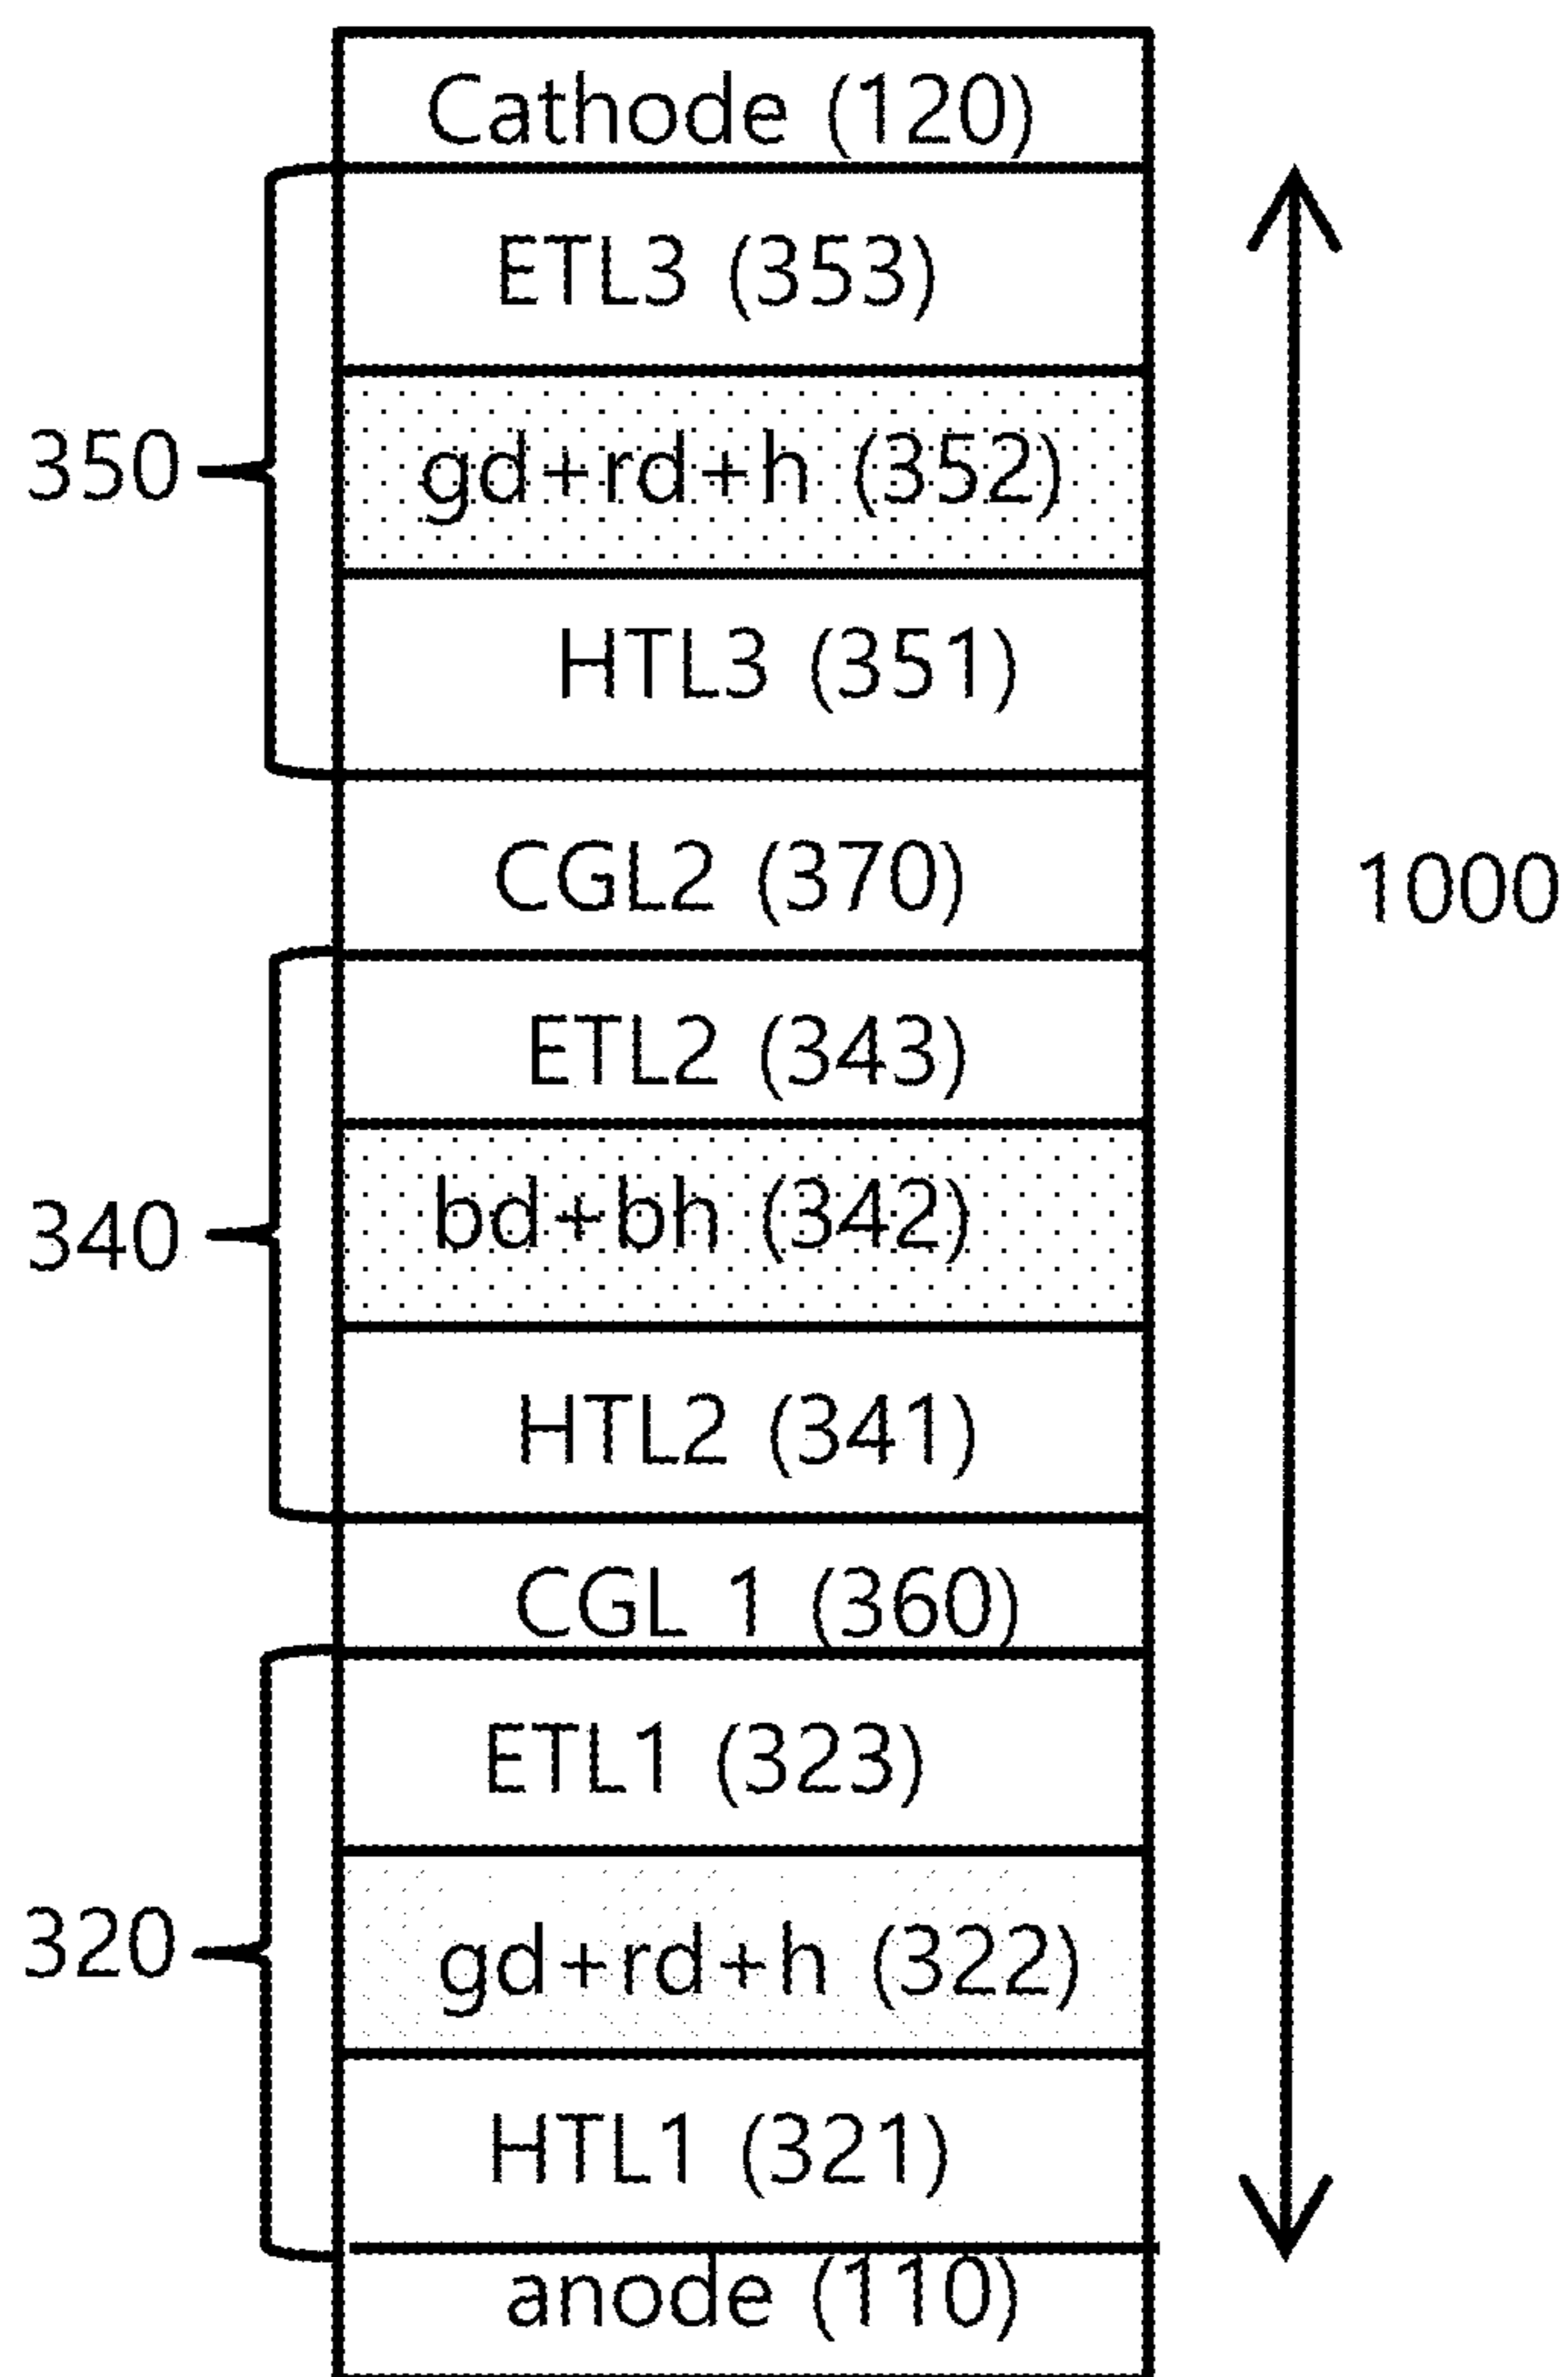 Cathode (120)
ETL3 (353)
350
gd+rd+h (352)
HTL3 (351)
CGL2 (370)
1000
ETL2 (343)
340
bd+bh (342)
HTL2 (341)
CGL 1 (360)
ETL1 (323)
320
gd+rd+h (322)
HTL1 (321)
anode (110)